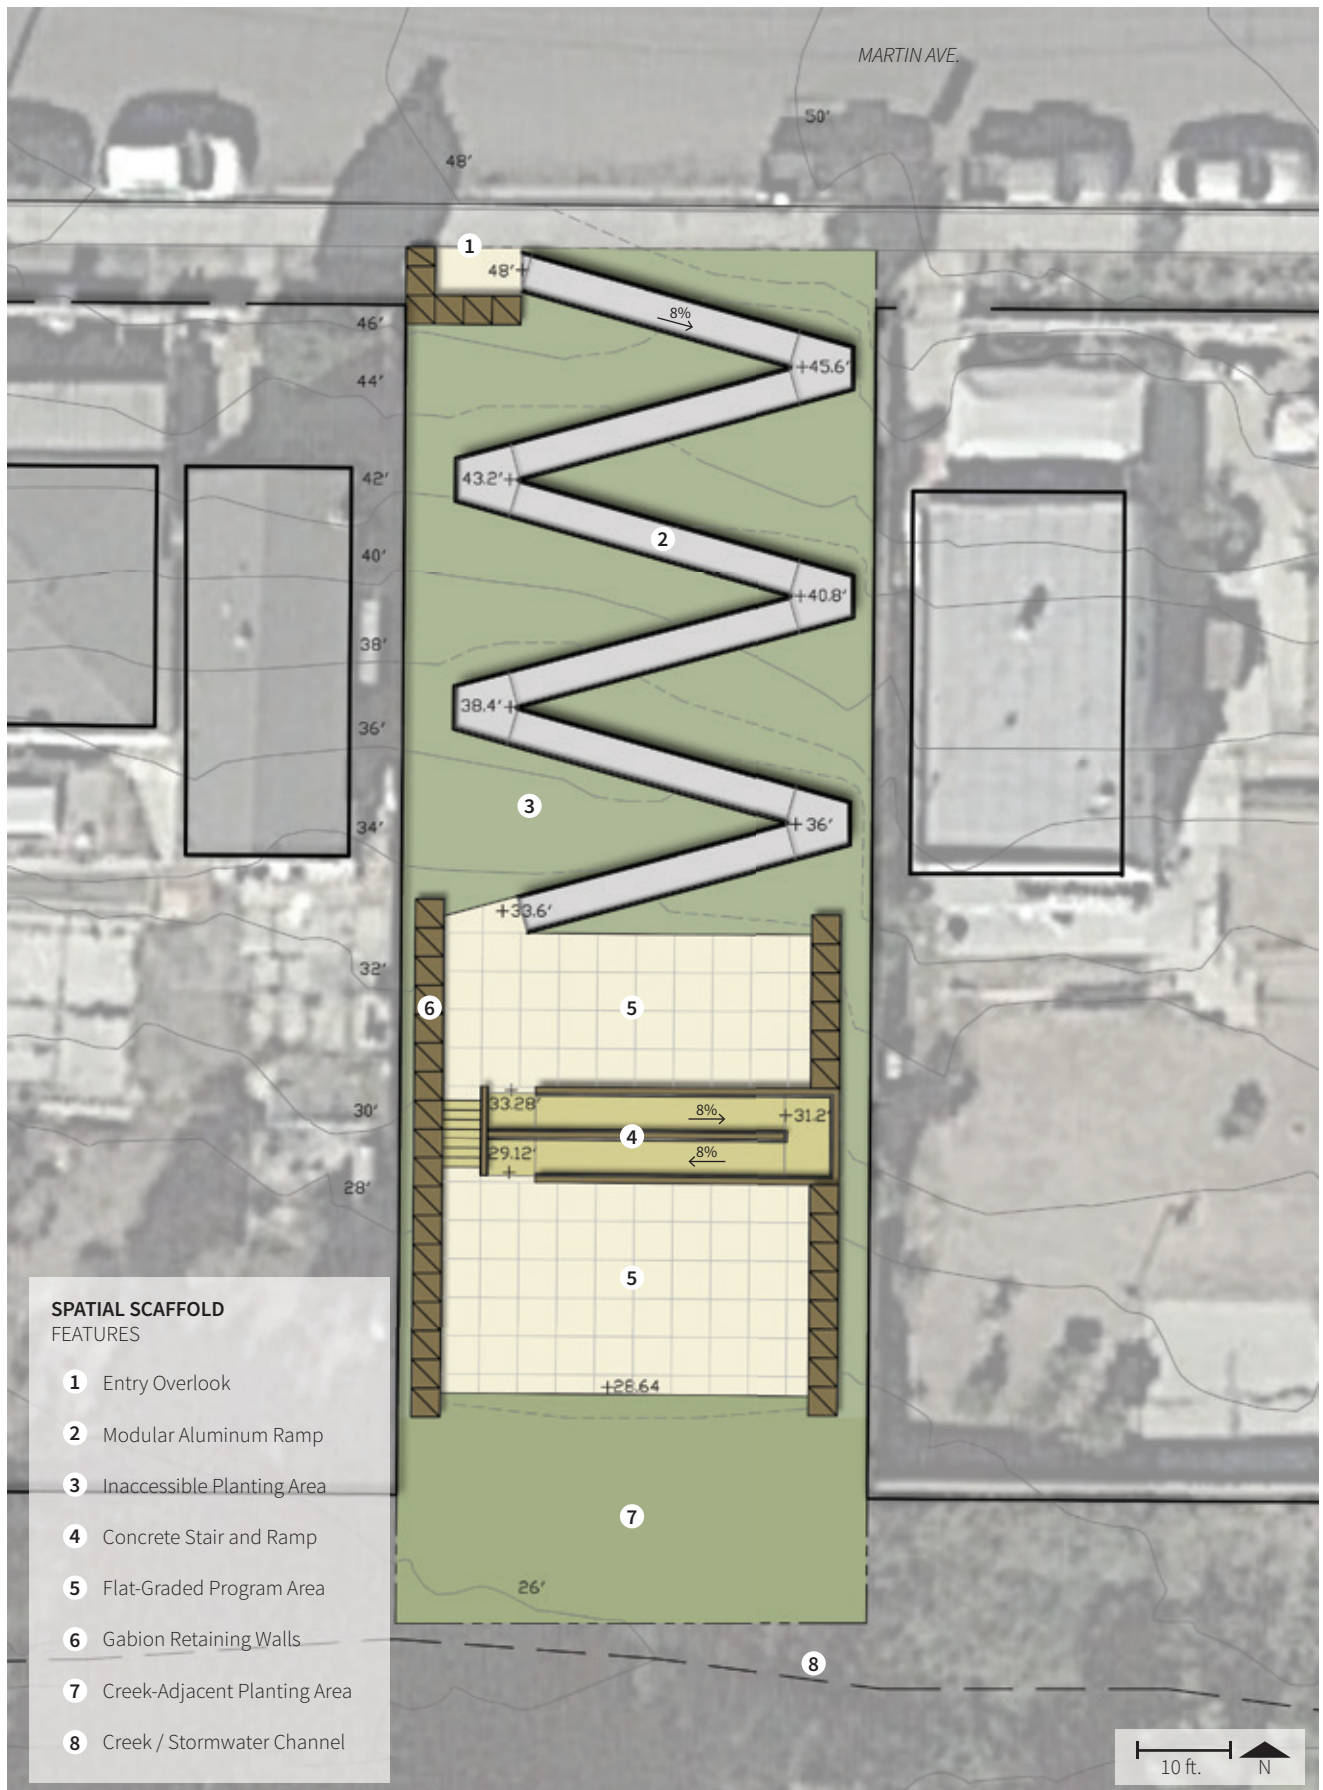 MARTIN AVE.
50'
48'
1
48'+
46'
8%
+45.6'
44'
43.2'+
42'
2
40'
+40.8'
38'
38.4'+
36'
3
34'
+36'
+33.6'
32'
6
5
30'
33.28'
8%
+31.2'
4
29.12'
8%
28'
5
+28.64
7
26'
8
SPATIAL SCAFFOLD
FEATURES
1 Entry Overlook
2 Modular Aluminum Ramp
3 Inaccessible Planting Area
4 Concrete Stair and Ramp
5 Flat-Graded Program Area
6 Gabion Retaining Walls
7 Creek-Adjacent Planting Area
8 Creek / Stormwater Channel
10 ft.
N